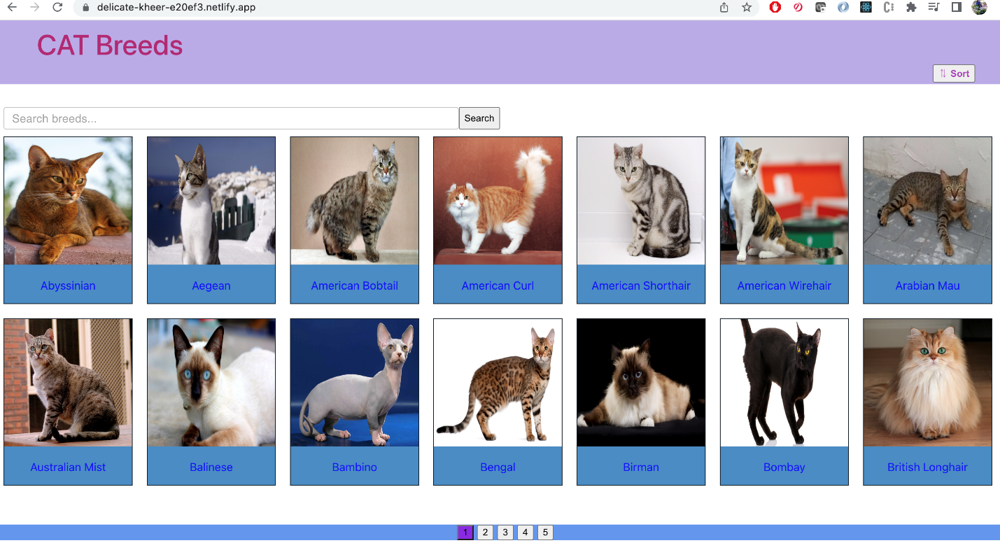 delicate-kheer-e20ef3.netlify.app
CAT Breeds
⇅ Sort
Search breeds...
Search
Abyssinian
Aegean
American Bobtail
American Curl
American Shorthair
American Wirehair
Arabian Mau
Australian Mist
Balinese
Bambino
Bengal
Birman
Bombay
British Longhair
1 2 3 4 5